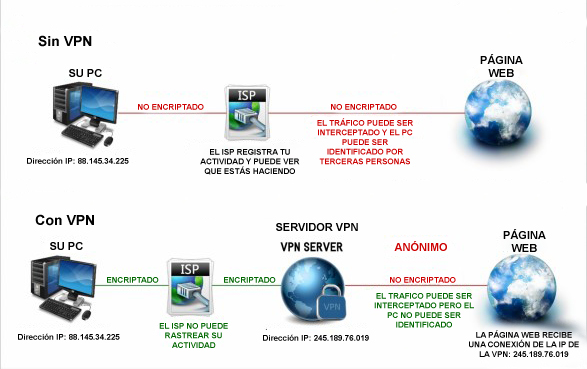 Sin VPN
SU PC
ISP
PÁGINA
WEB
NO ENCRIPTADO
NO ENCRIPTADO
Dirección IP: 88.145.34.225
EL ISP REGISTRA TU
ACTIVIDAD Y PUEDE VER
QUE ESTÁS HACIENDO
EL TRÁFICO PUEDE SER
INTERCEPTADO Y EL PC
PUEDE SER
IDENTIFICADO POR
TERCERAS PERSONAS
Con VPN
SU PC
ISP
SERVIDOR VPN
VPN SERVER
ANÓNIMO
PÁGINA
WEB
ENCRIPTADO
ENCRIPTADO
NO ENCRIPTADO
VPN
Dirección IP: 88.145.34.225
EL ISP NO PUEDE
RASTREAR SU
ACTIVIDAD
Dirección IP: 245.189.76.019
EL TRAFICO PUEDE SER
INTERCEPTADO PERO EL
PC NO PUEDE SER
IDENTIFICADO
LA PÁGINA WEB RECIBE
UNA CONEXIÓN DE LA IP DE
LA VPN: 245.189.76.019